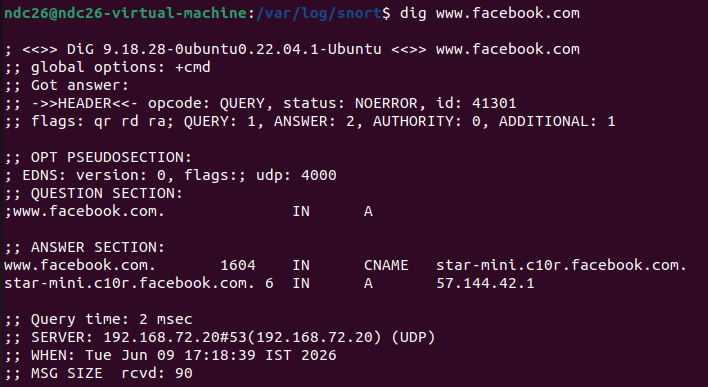 ndc26@ndc26-virtual-machine:/var/log/snort$ dig www.facebook.com
; <<>> DiG 9.18.28-0ubuntu0.22.04.1-Ubuntu <<>> www.facebook.com
;; global options: +cmd
;; Got answer:
;; ->>HEADER<<- opcode: QUERY, status: NOERROR, id: 41301
;; flags: qr rd ra; QUERY: 1, ANSWER: 2, AUTHORITY: 0, ADDITIONAL: 1
;; OPT PSEUDOSECTION:
; EDNS: version: 0, flags:; udp: 4000
;; QUESTION SECTION:
;www.facebook.com. IN A
;; ANSWER SECTION:
www.facebook.com. 1604 IN CNAME star-mini.c10r.facebook.com.
star-mini.c10r.facebook.com. 6 IN A 57.144.42.1
;; Query time: 2 msec
;; SERVER: 192.168.72.20#53(192.168.72.20) (UDP)
;; WHEN: Tue Jun 09 17:18:39 IST 2026
;; MSG SIZE rcvd: 90